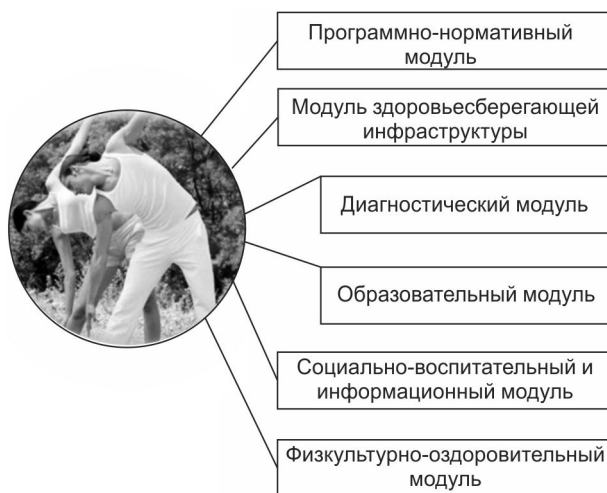 Программно-нормативный
модуль
Модуль здоровьесберегающей
инфраструктуры
Диагностический модуль
Образовательный модуль
Социально-воспитательный и
информационный модуль
Физкультурно-оздоровительный
модуль